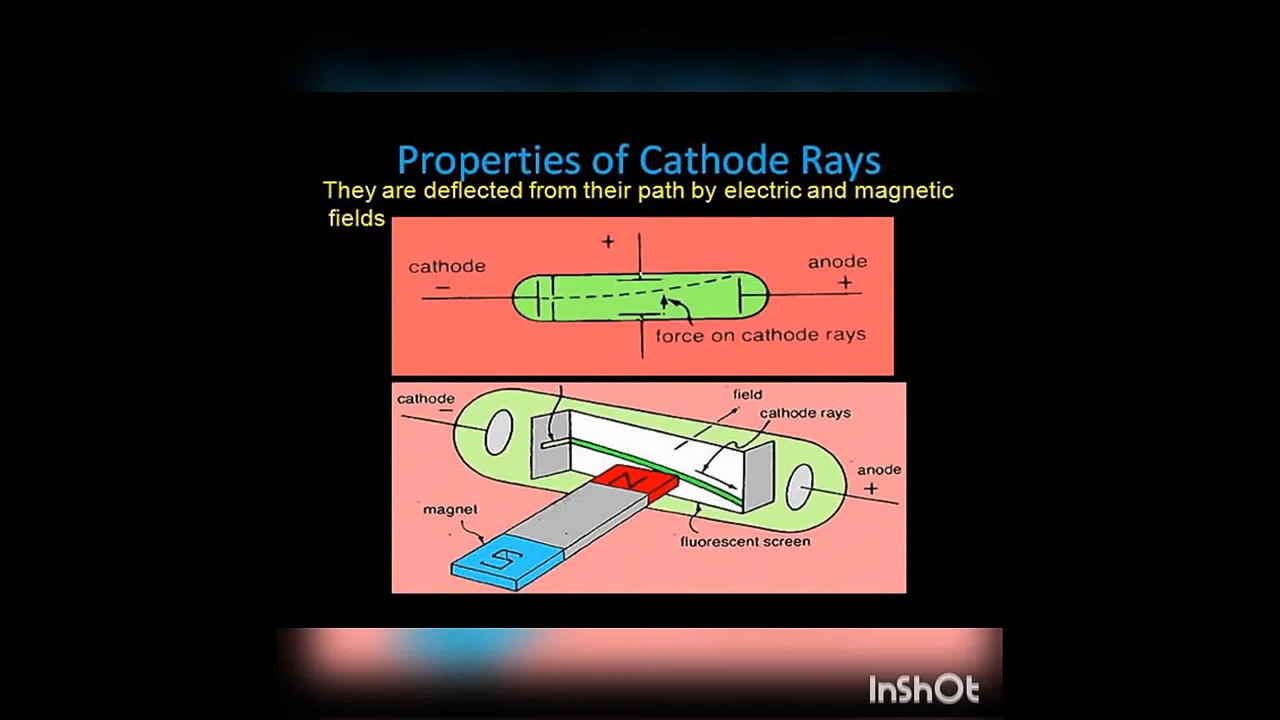 Properties of Cathode Rays
They are deflected from their path by electric and magnetic
fields
+
cathode
−
anode
+
force on cathode rays
cathode
−
field
cathode rays
anode
+
N
magnet
S
fluorescent screen
InShOt